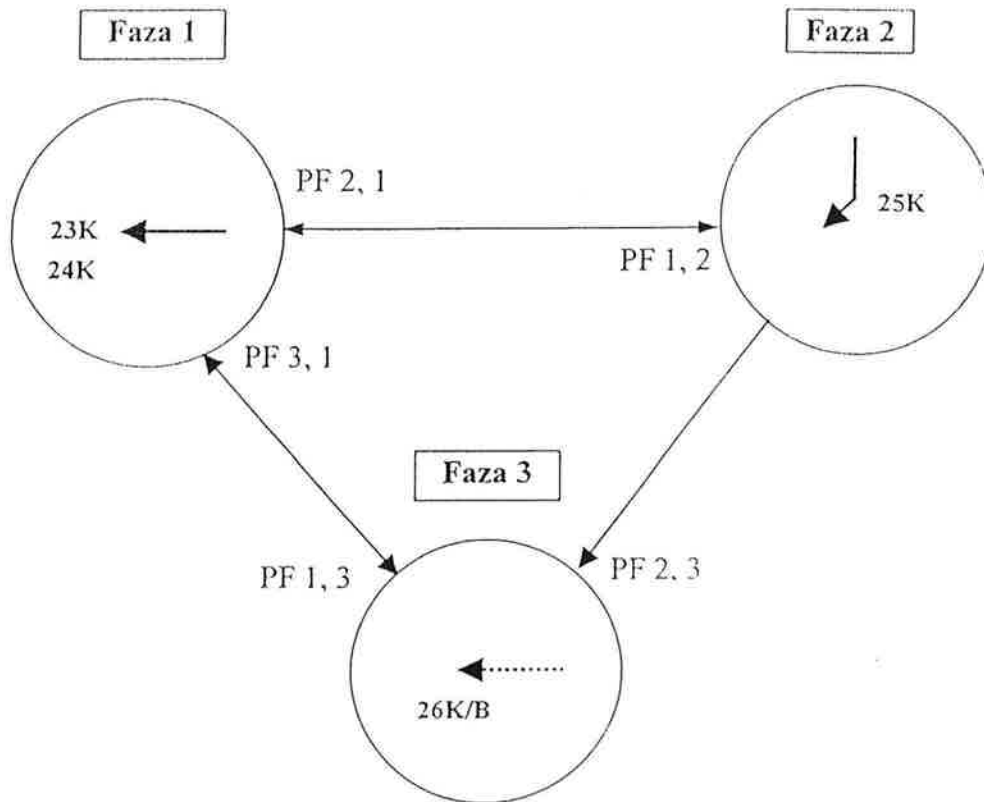 Faza 1
Faza 2
PF 2, 1
25K
23K
24K
PF 1, 2
PF 3, 1
Faza 3
PF 1, 3
PF 2, 3
26K/B